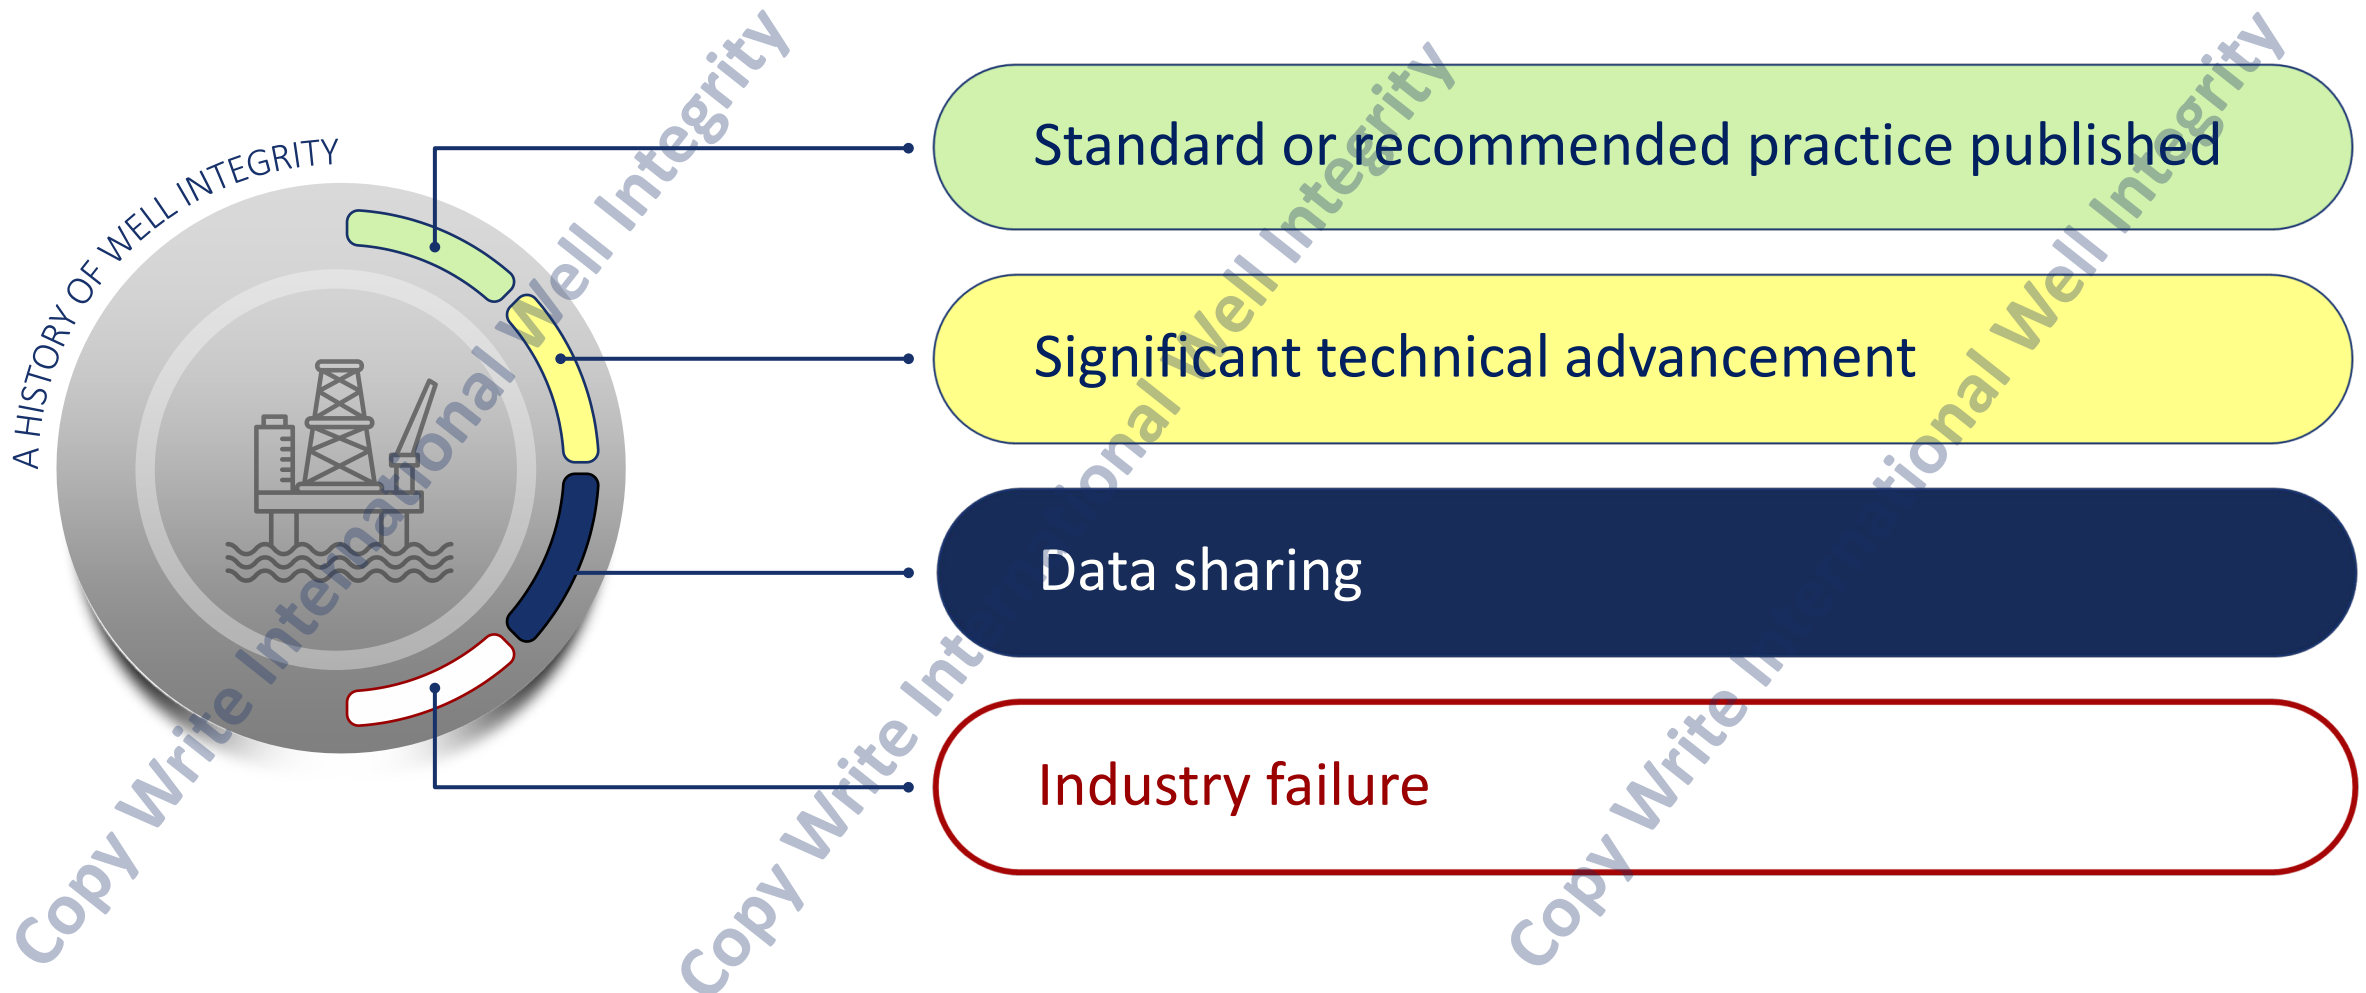 A HISTORY OF WELL INTEGRITY
Standard or recommended practice published
Significant technical advancement
Data sharing
Industry failure
Copy Write International Well Integrity
Copy Write International Well Integrity
Copy Write International Well Integrity